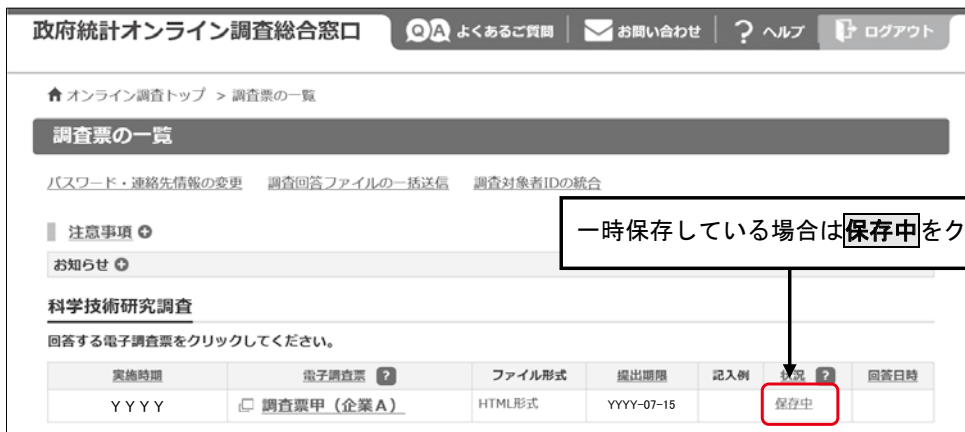 政府統計オンライン調査総合窓口 QA よくあるご質問 お問い合わせ ? ヘルプ ログアウト
オンライン調査トップ > 調査票の一覧
調査票の一覧
パスワード・連絡先情報の変更 調査回答ファイルの一括送信 調査対象者IDの統合
注意事項
一時保存している場合は保存中をク
お知らせ
科学技術研究調査
回答する電子調査票をクリックしてください。
実施時期 電子調査票 ? ファイル形式 提出期限 記入例 状況 ? 回答日時
YYYY 調査票甲（企業A） HTML形式 YYYY-07-15 保存中